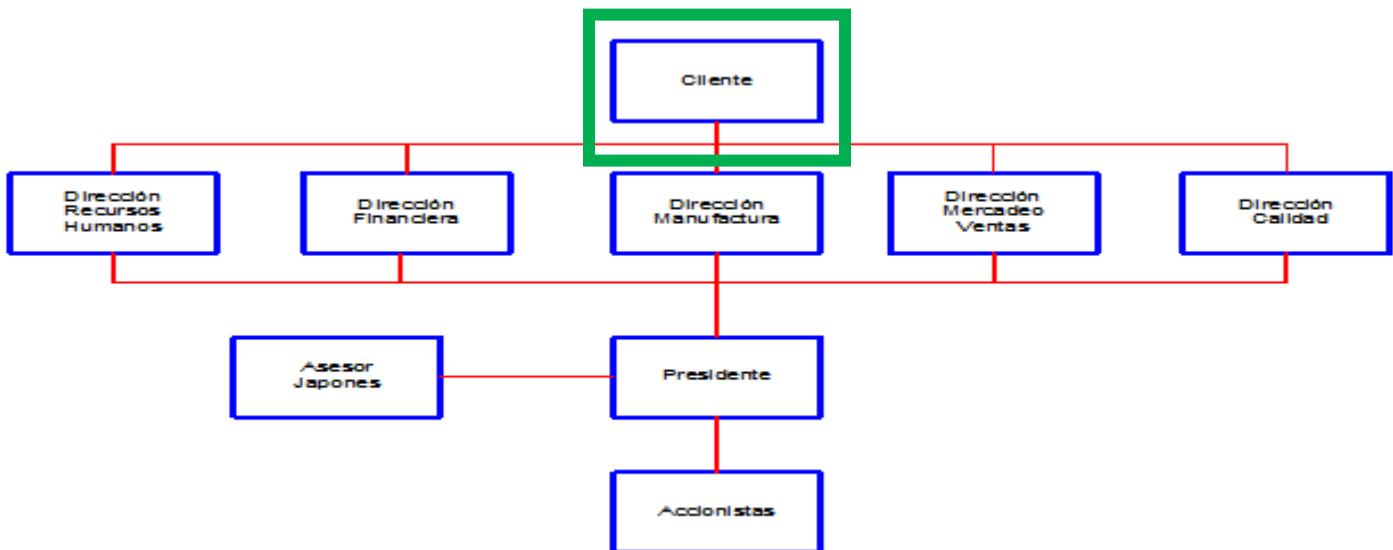 Cliente
Dirección
Recursos
Humanos
Dirección
Financiera
Dirección
Manufactura
Dirección
Mercadeo
Ventas
Dirección
Calidad
Asesor
Japones
Presidente
Accionistas